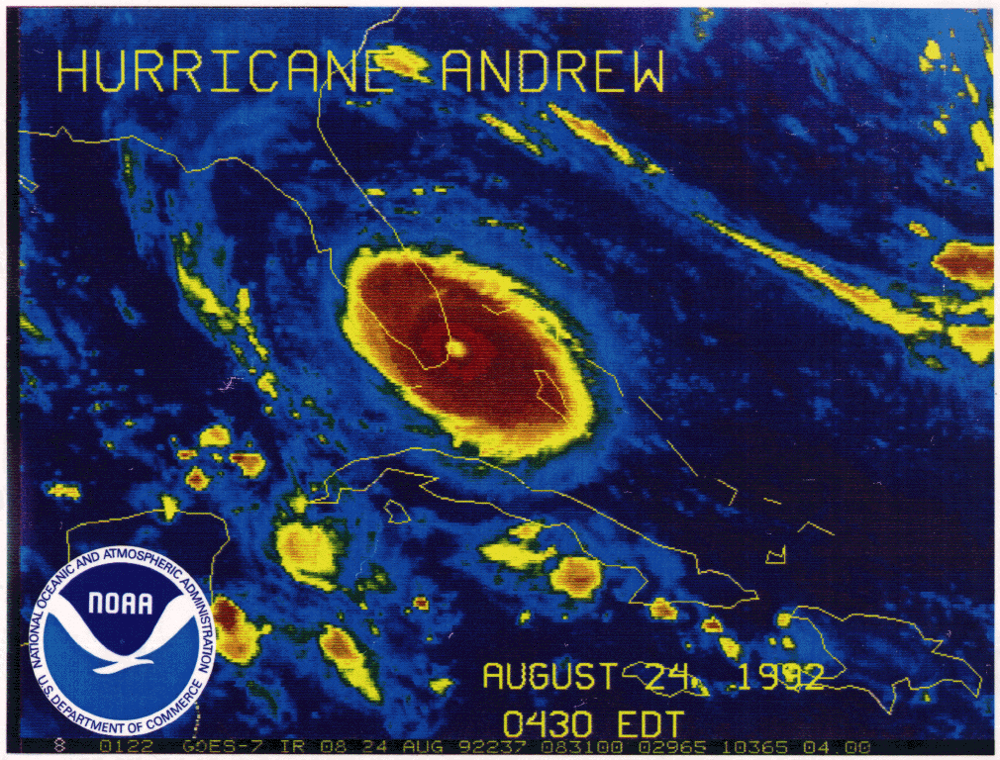 HURRICANE ANDREW
NATIONAL OCEANIC AND ATMOSPHERIC ADMINISTRATION
NOAA
U.S. DEPARTMENT OF COMMERCE
AUGUST 24, 1992
0430 EDT
8 0122 GOES-7 IR 08 24 AUG 92237 083100 02965 10365 04.00